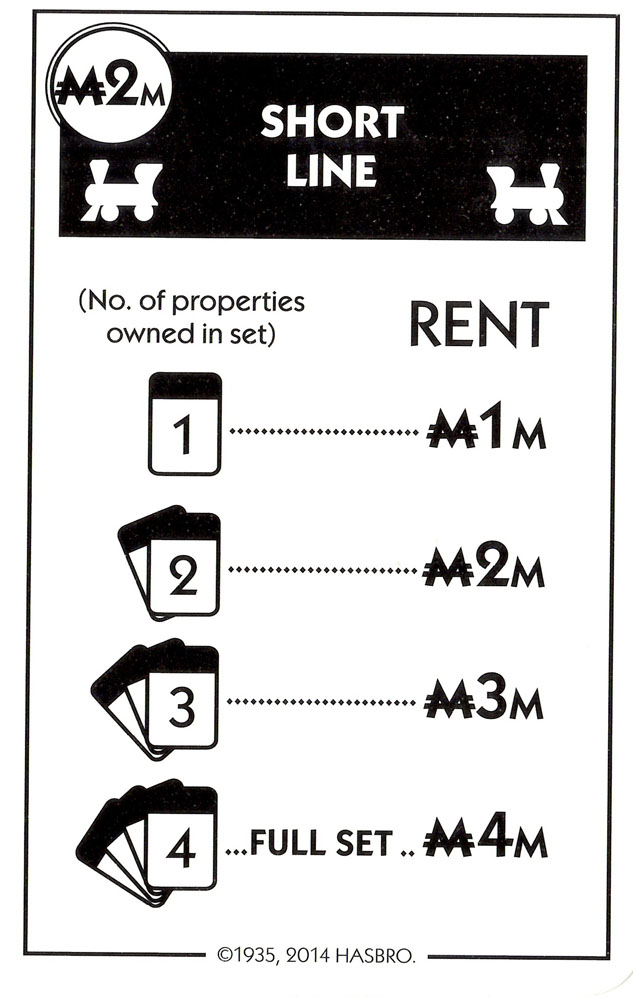 ₩2M
SHORT
LINE
(No. of properties
owned in set)
RENT
1 ₩1M
2 ₩2M
3 ₩3M
4 ...FULL SET .. ₩4M
©1935, 2014 HASBRO.